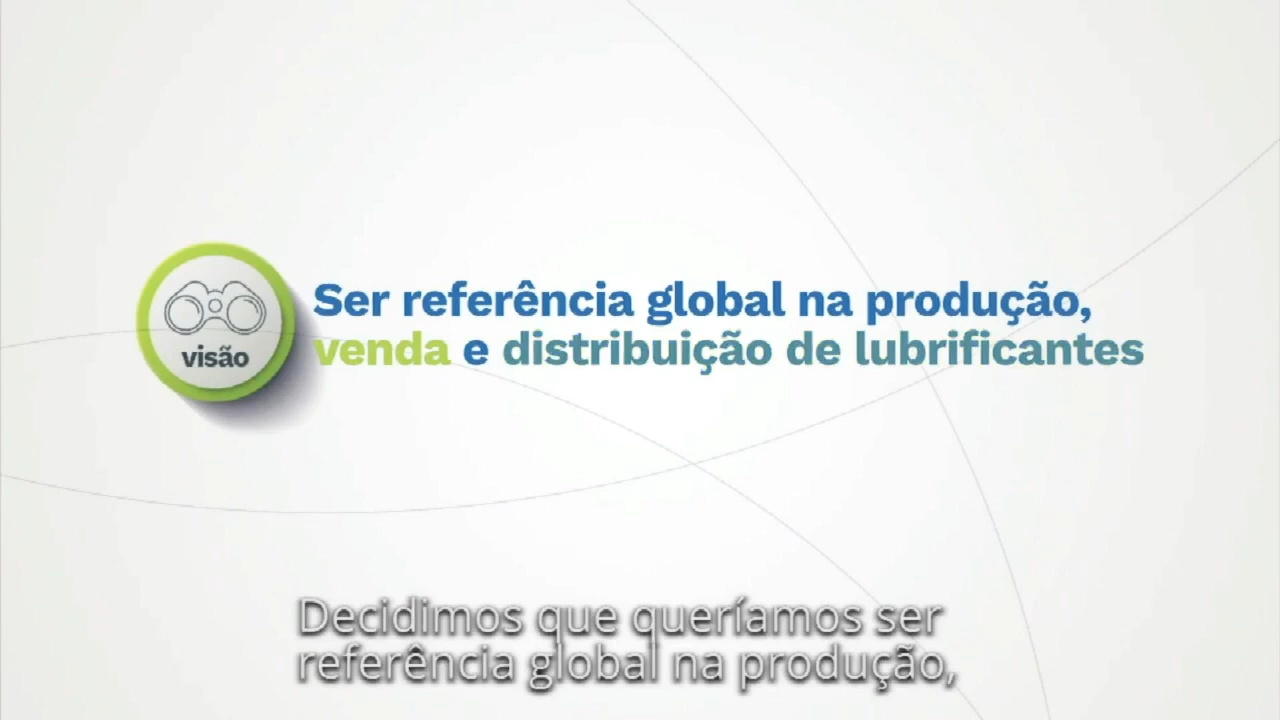 visão
Ser referência global na produção,
venda e distribuição de lubrificantes
Decidimos que queríamos ser
referência global na produção,